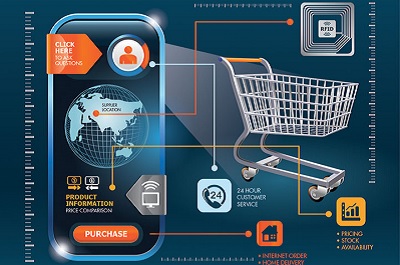 CLICK
HERE
TO ASK
QUESTIONS
RFID
SUPPLIER
LOCATION
PRODUCT
INFORMATION
PRICE COMPARISON
24
24 HOUR
CUSTOMER
SERVICE
PURCHASE
• PRICING
• STOCK
• AVAILABILITY
• INTERNET ORDER
• HOME DELIVERY